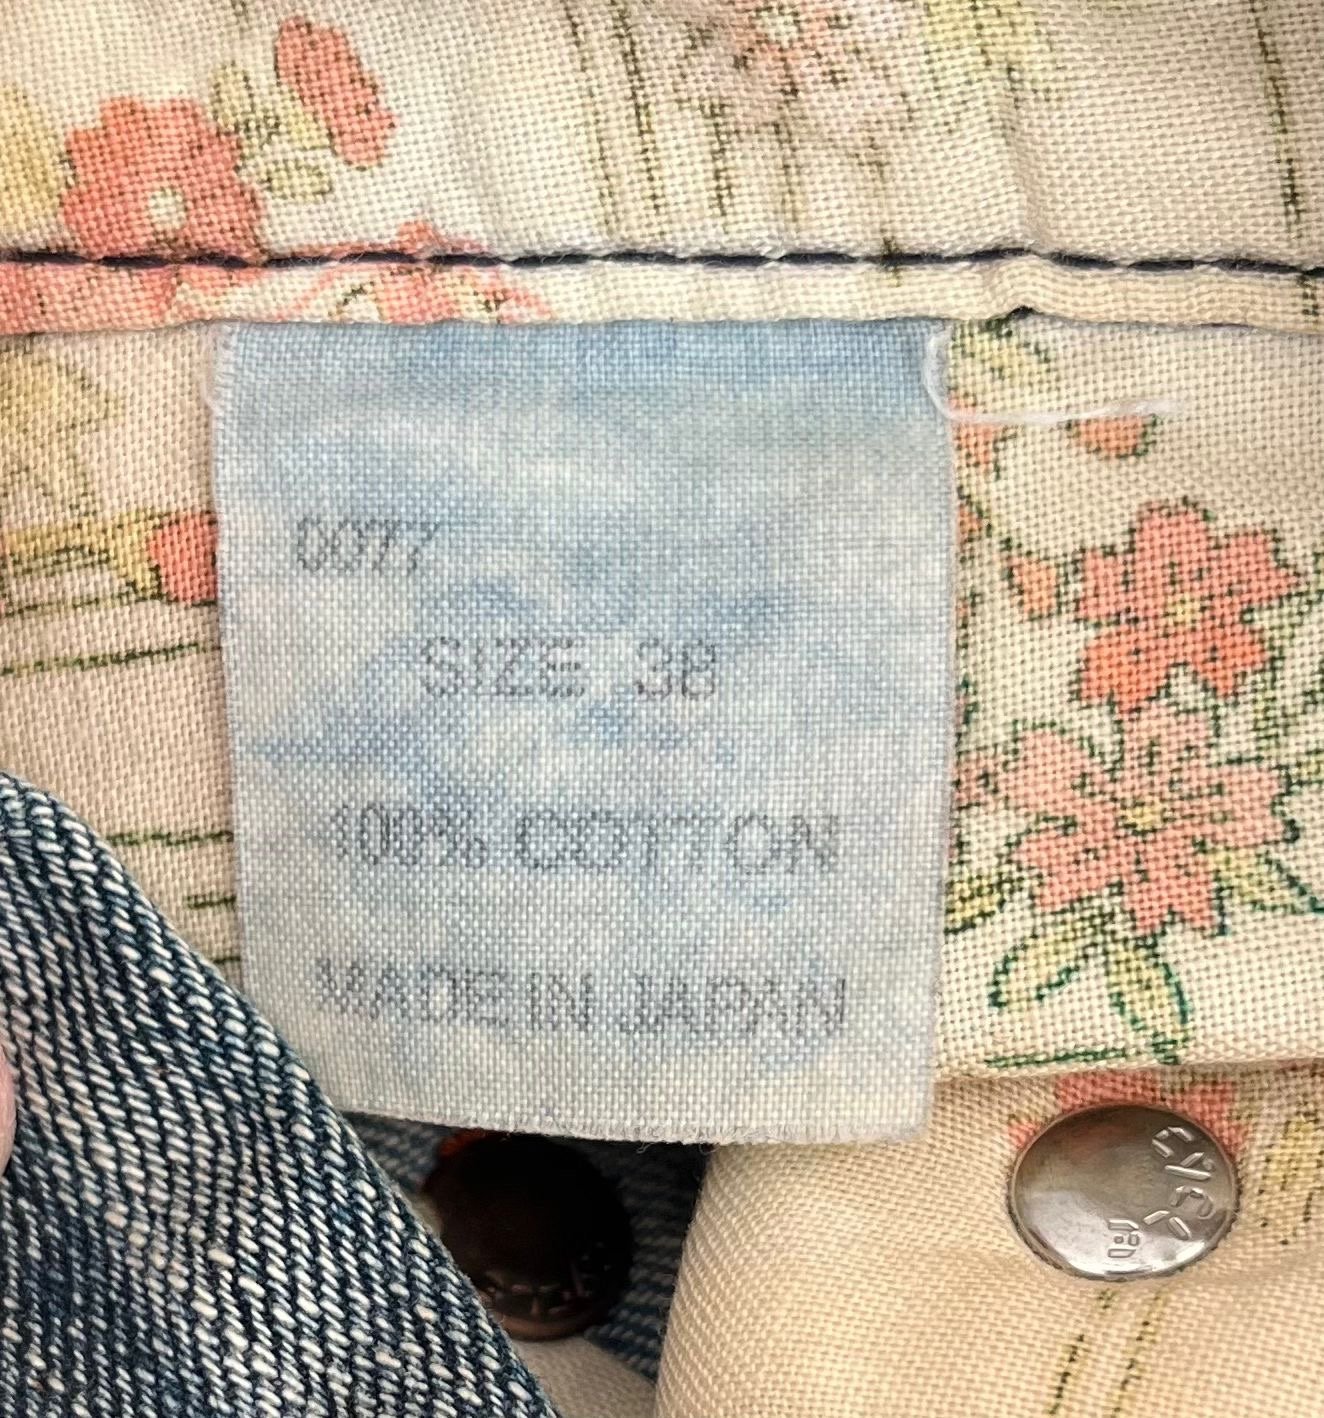 0077
SIZE 38
100% COTTON
MADE IN JAPAN